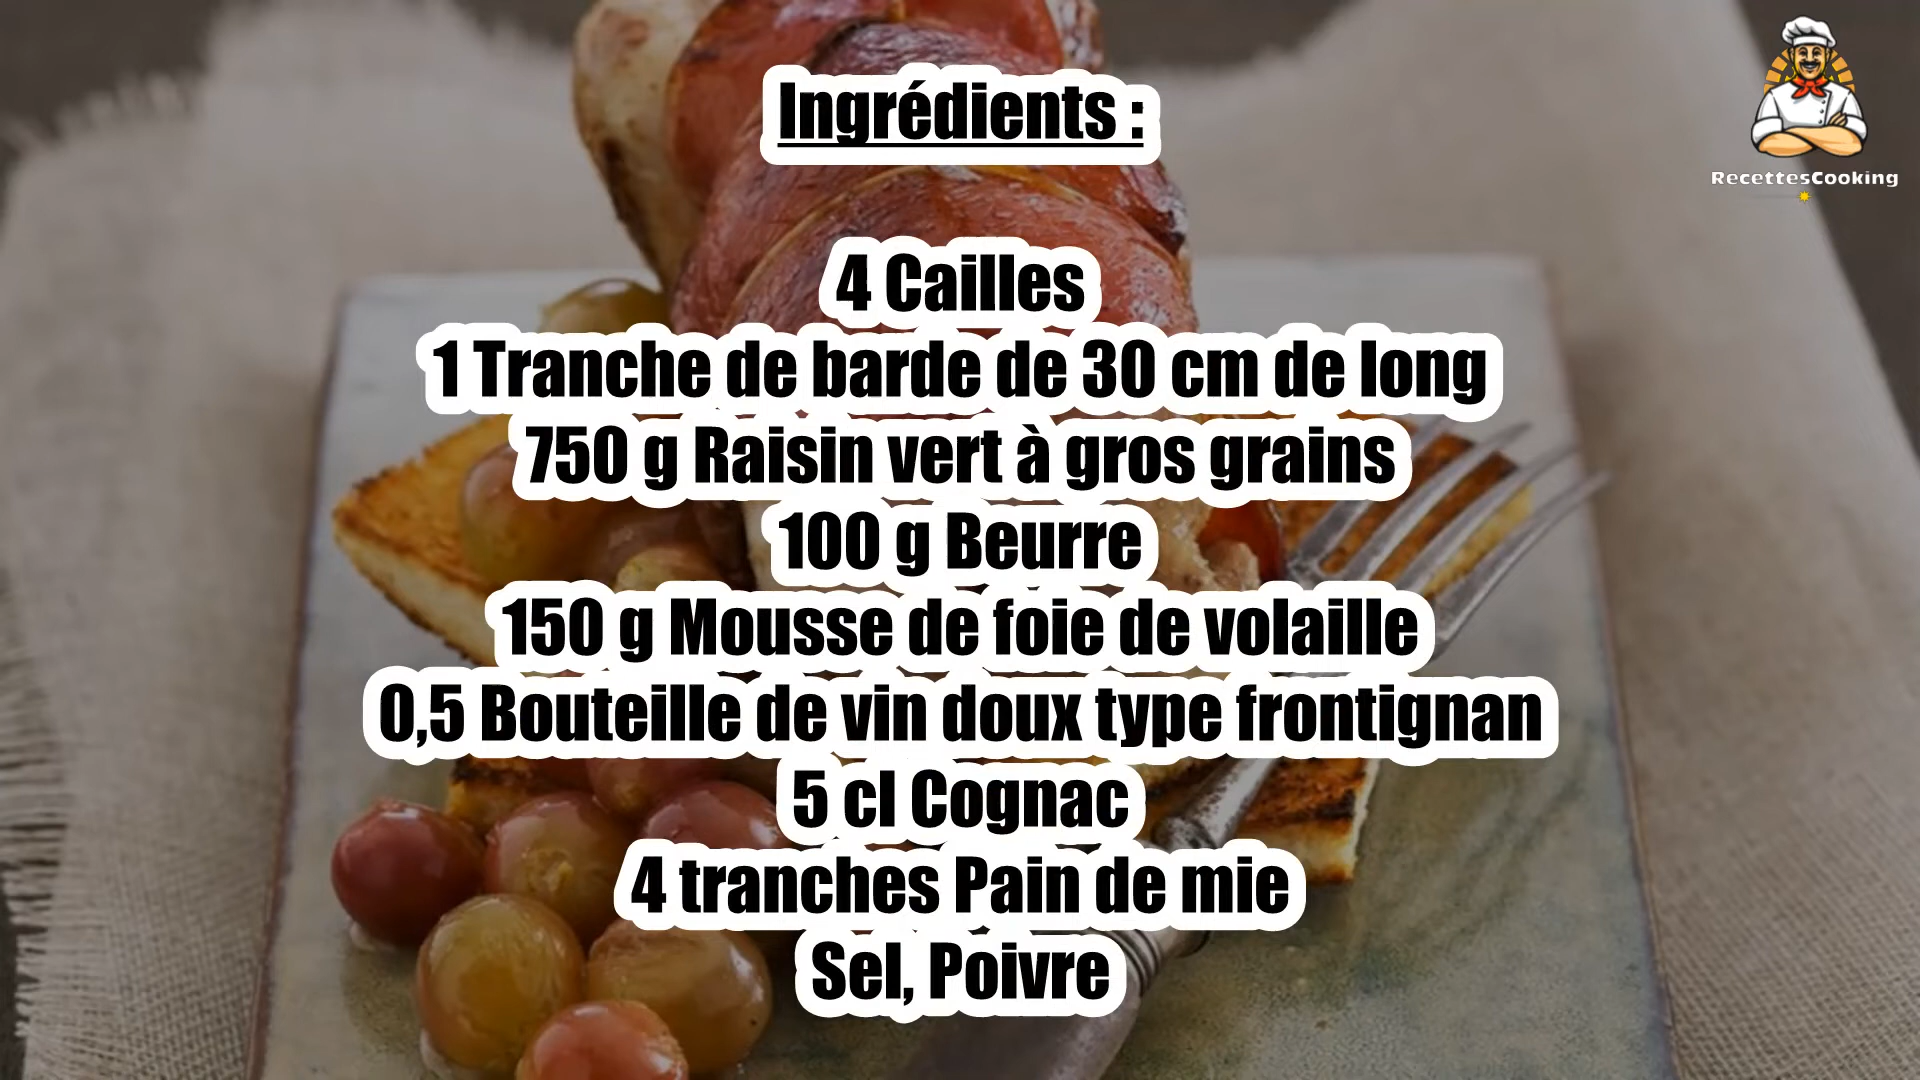 Ingrédients :
RecettesCooking
4 Cailles
1 Tranche de barde de 30 cm de long
750 g Raisin vert à gros grains
100 g Beurre
150 g Mousse de foie de volaille
0,5 Bouteille de vin doux type frontignan
5 cl Cognac
4 tranches Pain de mie
Sel, Poivre